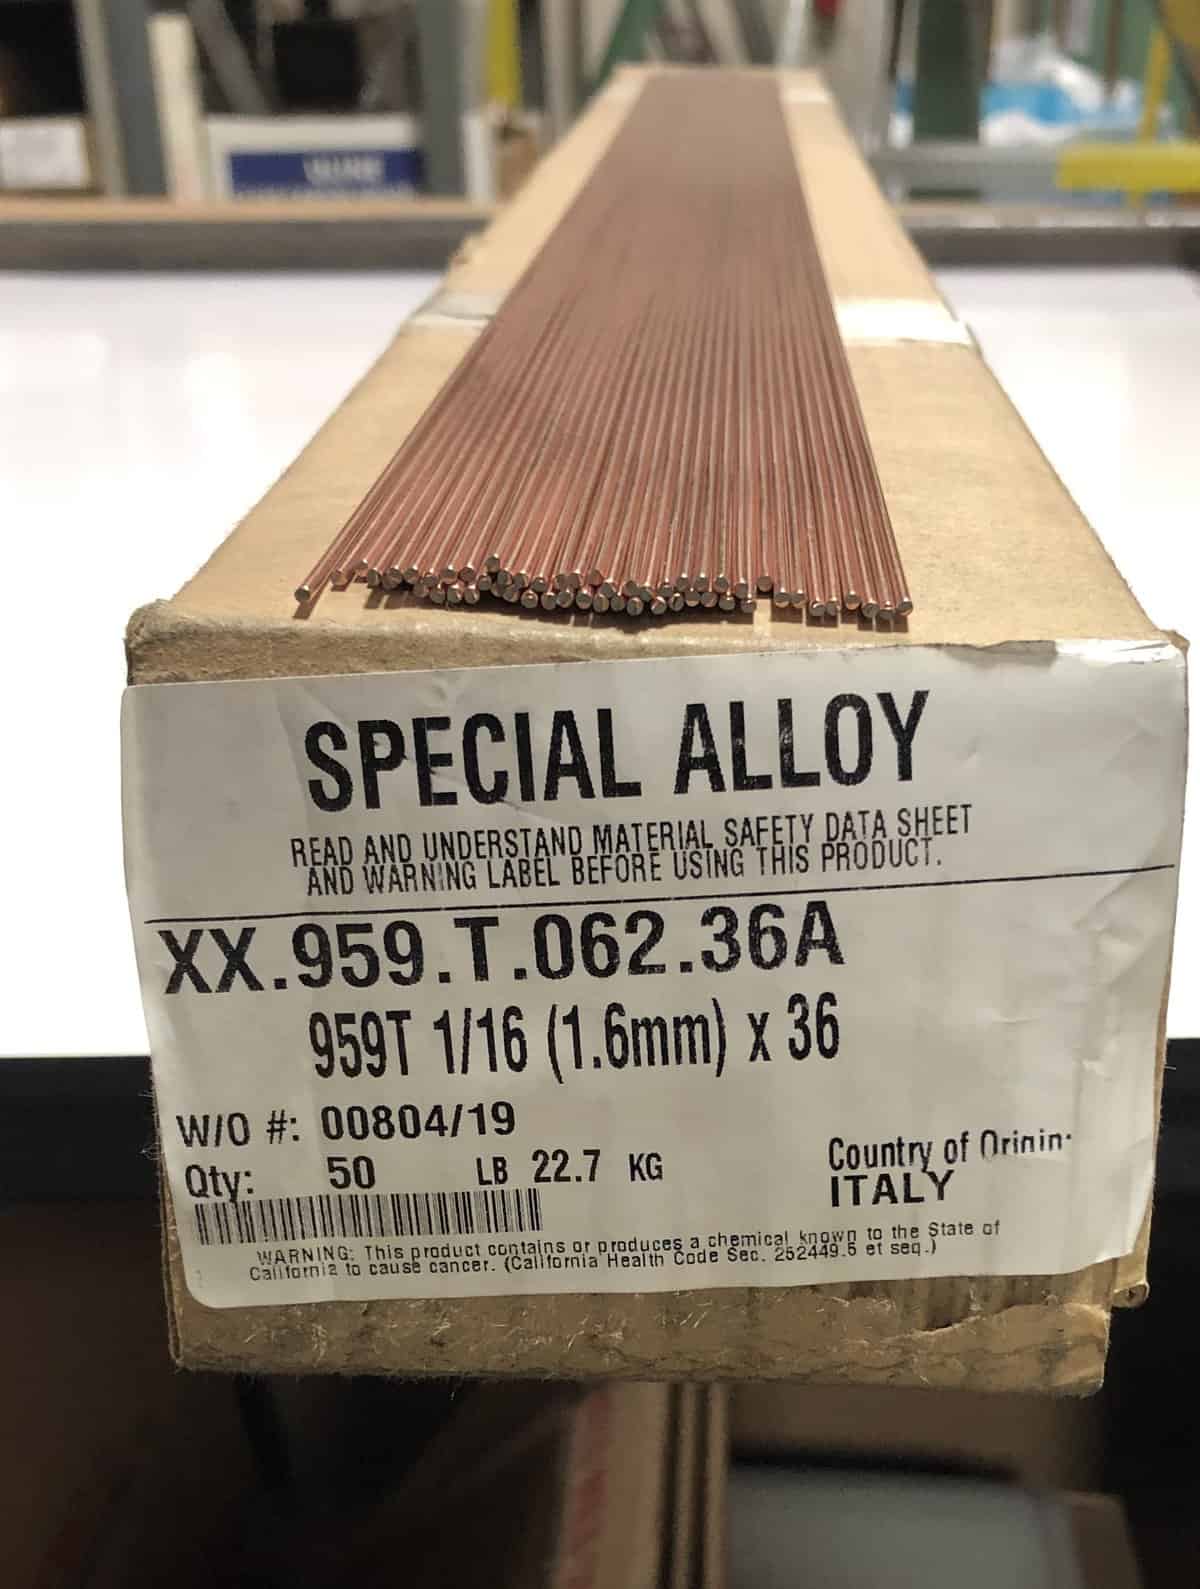 SPECIAL ALLOY
READ AND UNDERSTAND MATERIAL SAFETY DATA SHEET
AND WARNING LABEL BEFORE USING THIS PRODUCT.
XX.959.T.062.36A
959T 1/16 (1.6mm) x 36
W/O #: 00804/19
Qty: 50 LB 22.7 KG
Country of Orinin:
ITALY
WARNING: This product contains or produces a chemical known to the State of
California to cause cancer. (California Health Code Sec. 252449.5 et seq.)